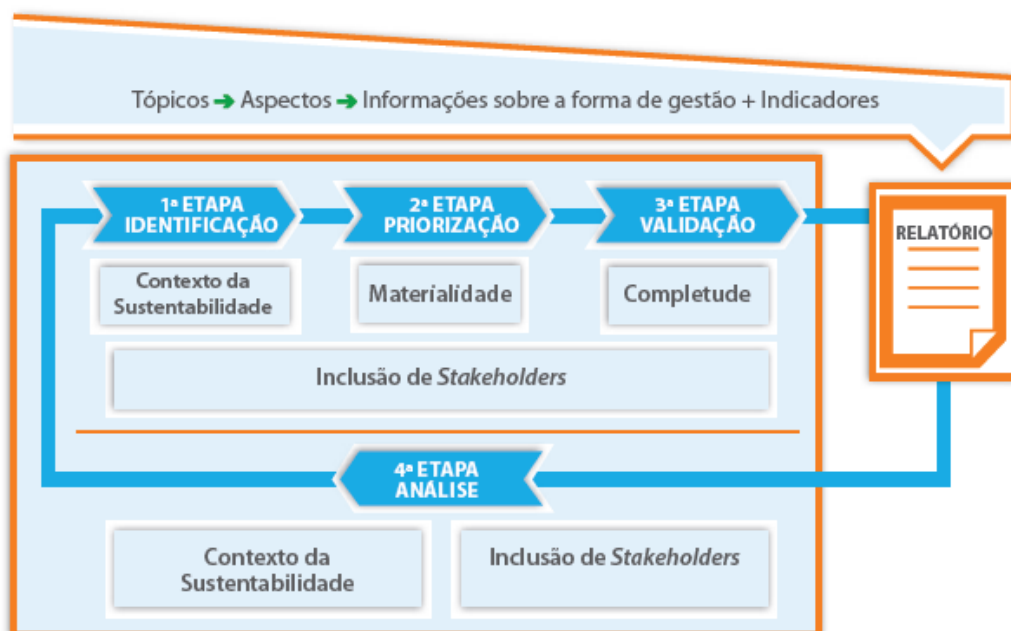 Tópicos ➔ Aspectos ➔ Informações sobre a forma de gestão + Indicadores
1ª ETAPA
IDENTIFICAÇÃO
2ª ETAPA
PRIORIZAÇÃO
3ª ETAPA
VALIDAÇÃO
RELATÓRIO
Contexto da
Sustentabilidade
Materialidade
Completude
Inclusão de Stakeholders
4ª ETAPA
ANÁLISE
Contexto da
Sustentabilidade
Inclusão de Stakeholders